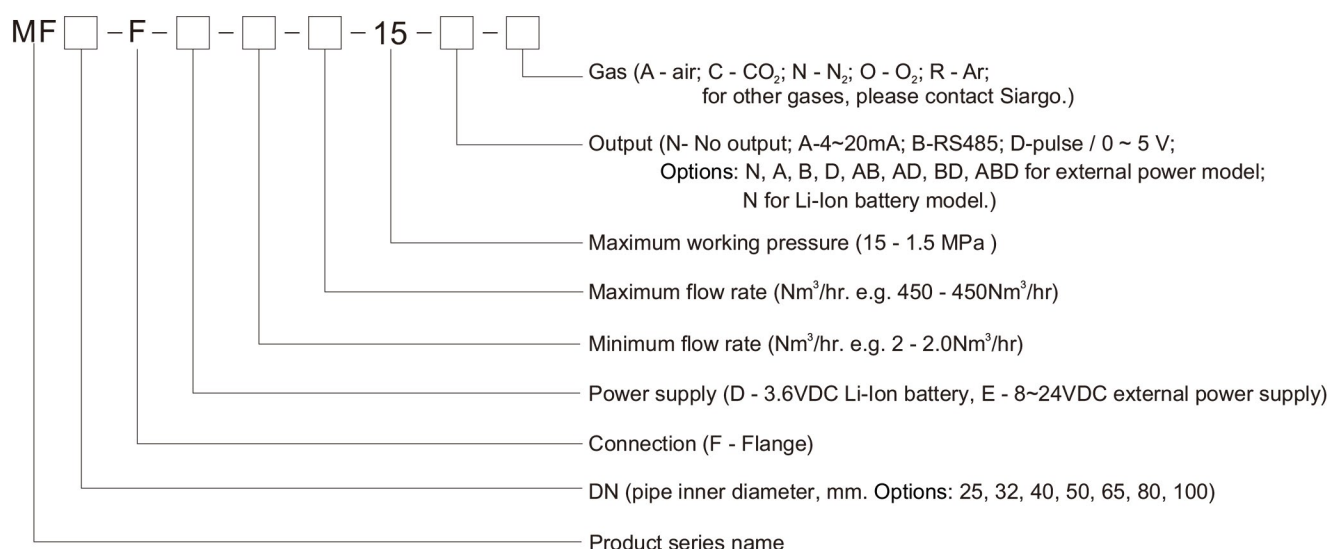 MF□-F-□-□-□-15-□-□
Gas (A - air; C - CO₂; N - N₂; O - O₂; R - Ar;
for other gases, please contact Siargo.)
Output (N- No output; A-4~20mA; B-RS485; D-pulse / 0 ~ 5 V;
Options: N, A, B, D, AB, AD, BD, ABD for external power model;
N for Li-Ion battery model.)
Maximum working pressure (15 - 1.5 MPa )
Maximum flow rate (Nm³/hr. e.g. 450 - 450Nm³/hr)
Minimum flow rate (Nm³/hr. e.g. 2 - 2.0Nm³/hr)
Power supply (D - 3.6VDC Li-Ion battery, E - 8~24VDC external power supply)
Connection (F - Flange)
DN (pipe inner diameter, mm. Options: 25, 32, 40, 50, 65, 80, 100)
Product series name